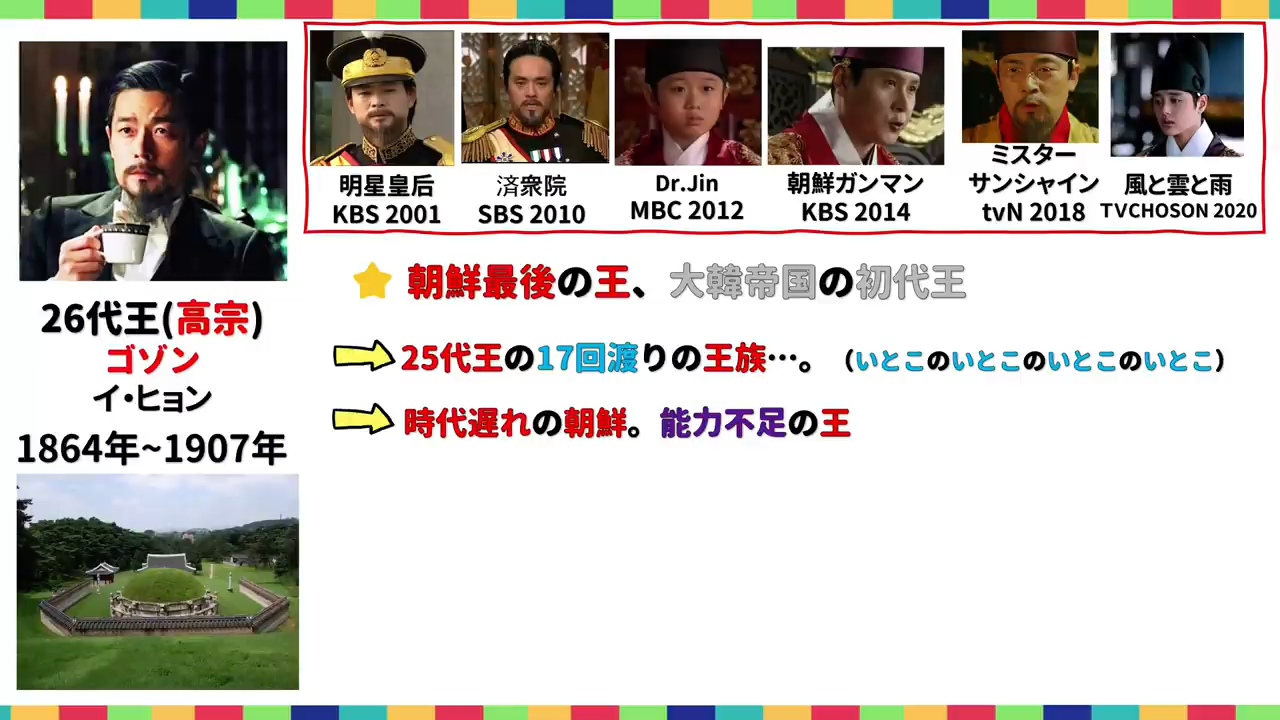 明星皇后
KBS 2001
済衆院
SBS 2010
Dr.Jin
MBC 2012
朝鮮ガンマン
KBS 2014
ミスター
サンシャイン
tvN 2018
風と雲と雨
TVCHOSON 2020
26代王(高宗)
ゴゾン
イ・ヒョン
1864年~1907年
朝鮮最後の王、大韓帝国の初代王
25代王の17回渡りの王族…。（いとこのいとこのいとこのいとこ）
時代遅れの朝鮮。能力不足の王